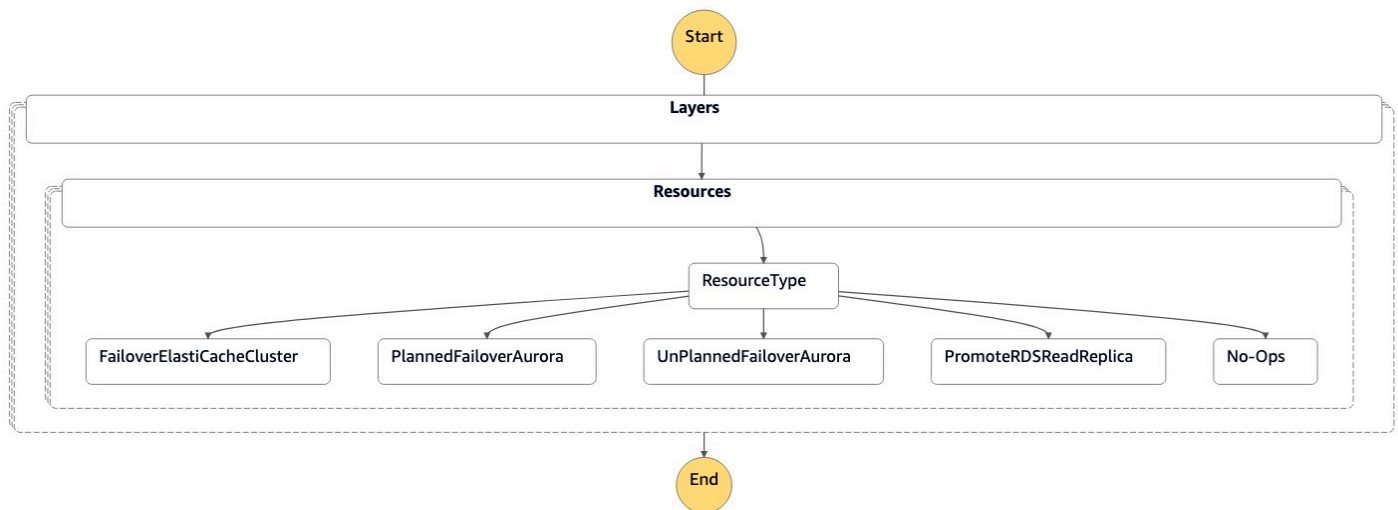 Start
Layers
Resources
ResourceType
FailoverElastiCacheCluster
PlannedFailoverAurora
UnPlannedFailoverAurora
PromoteRDSReadReplica
No-Ops
End